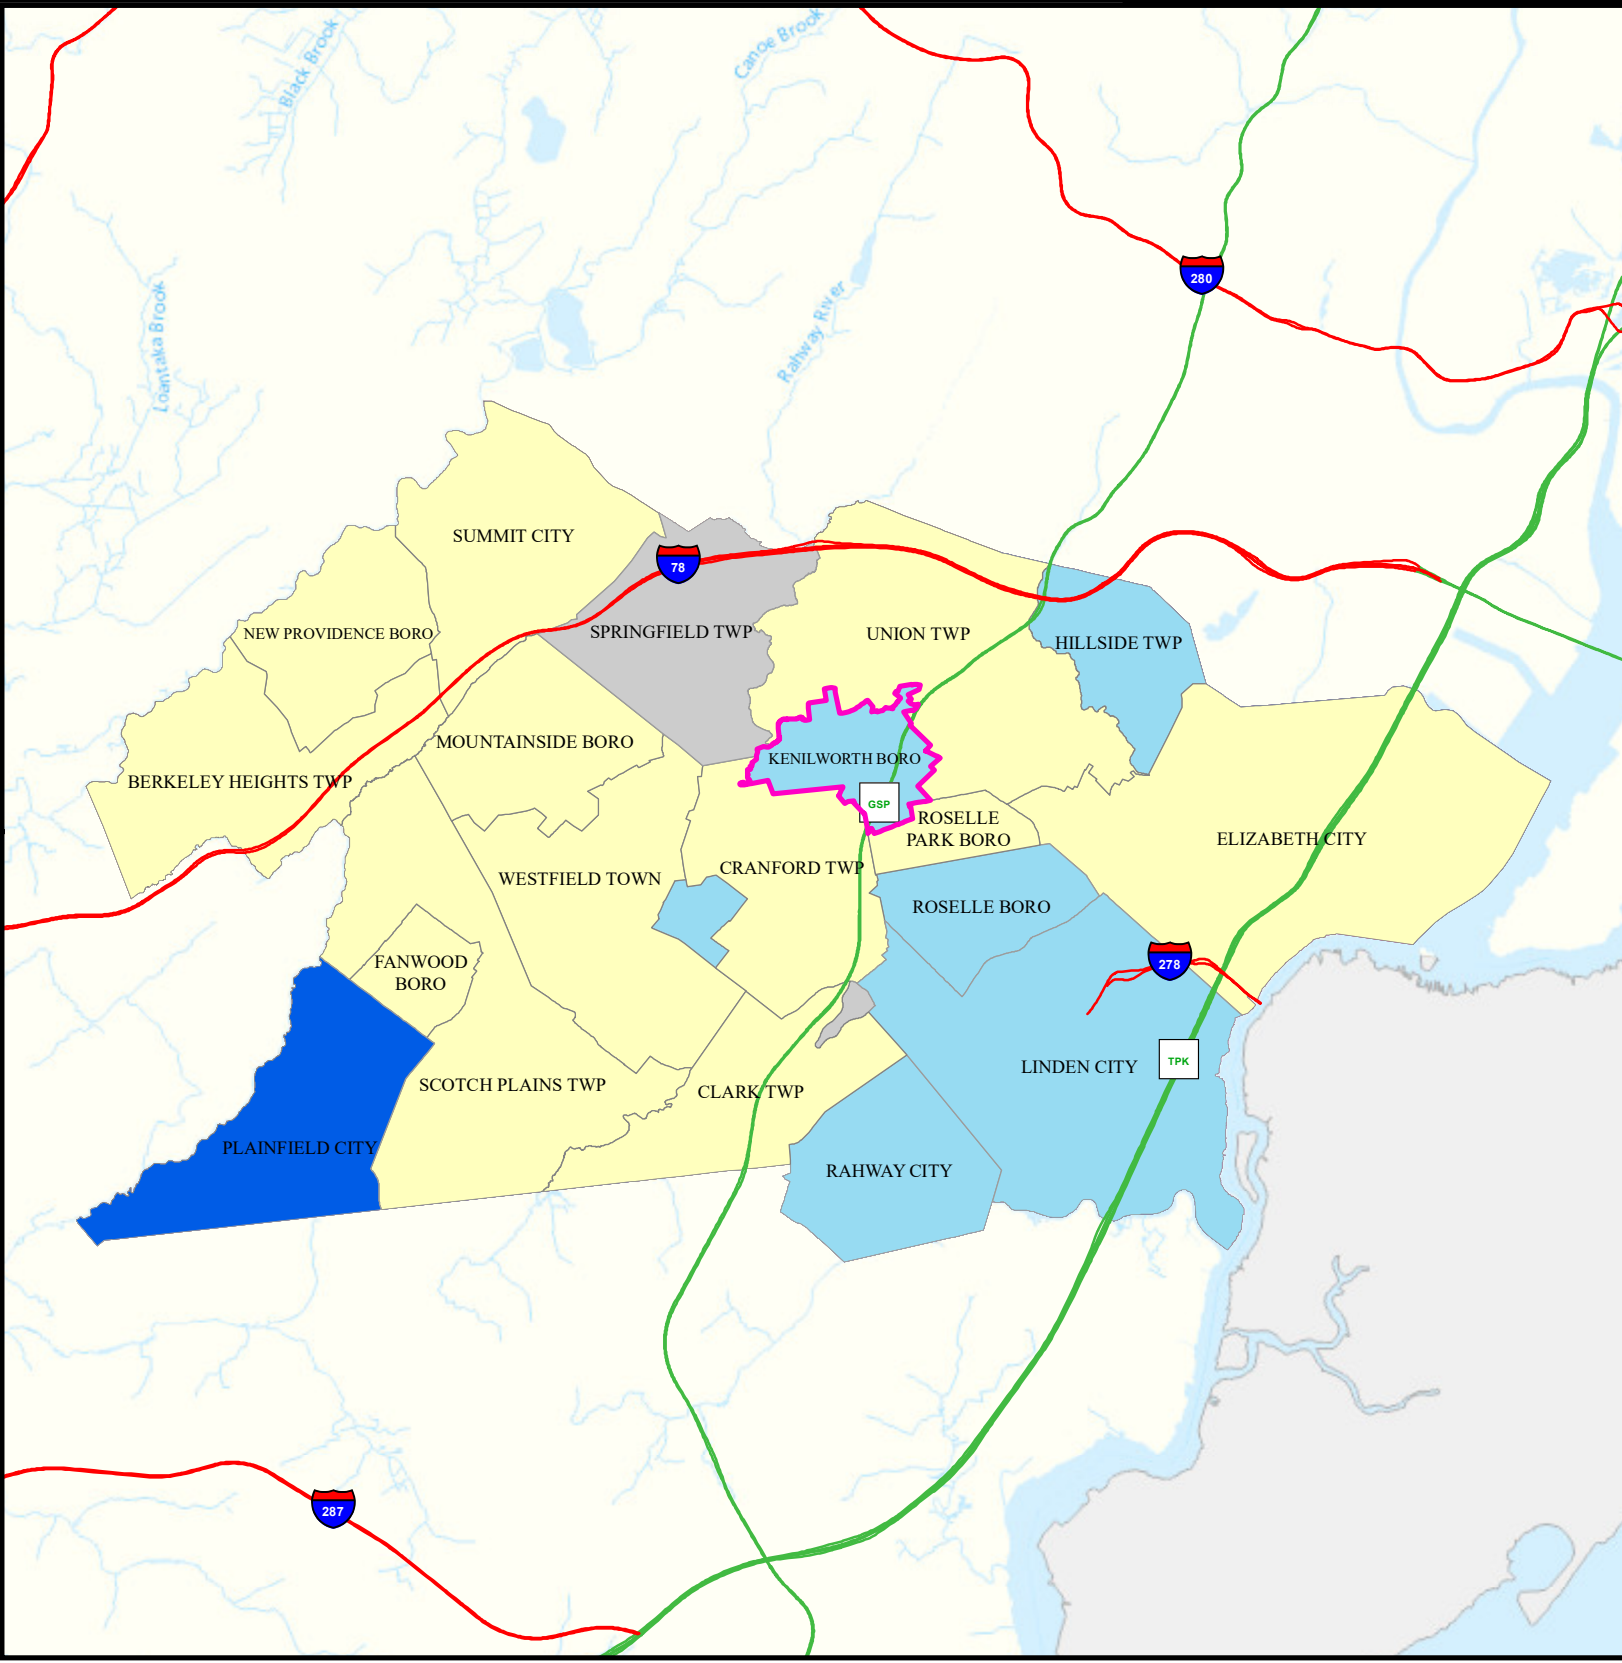 Black Brook
Canoe Brook
280
Loantaka Brook
Rahway River
SUMMIT CITY
78
NEW PROVIDENCE BORO
SPRINGFIELD TWP
UNION TWP
HILLSIDE TWP
MOUNTAINSIDE BORO
KENILWORTH BORO
BERKELEY HEIGHTS TWP
GSP
ROSELLE
PARK BORO
ELIZABETH CITY
CRANFORD TWP
WESTFIELD TOWN
ROSELLE BORO
FANWOOD
BORO
278
LINDEN CITY
TPK
SCOTCH PLAINS TWP
CLARK TWP
PLAINFIELD CITY
RAHWAY CITY
287